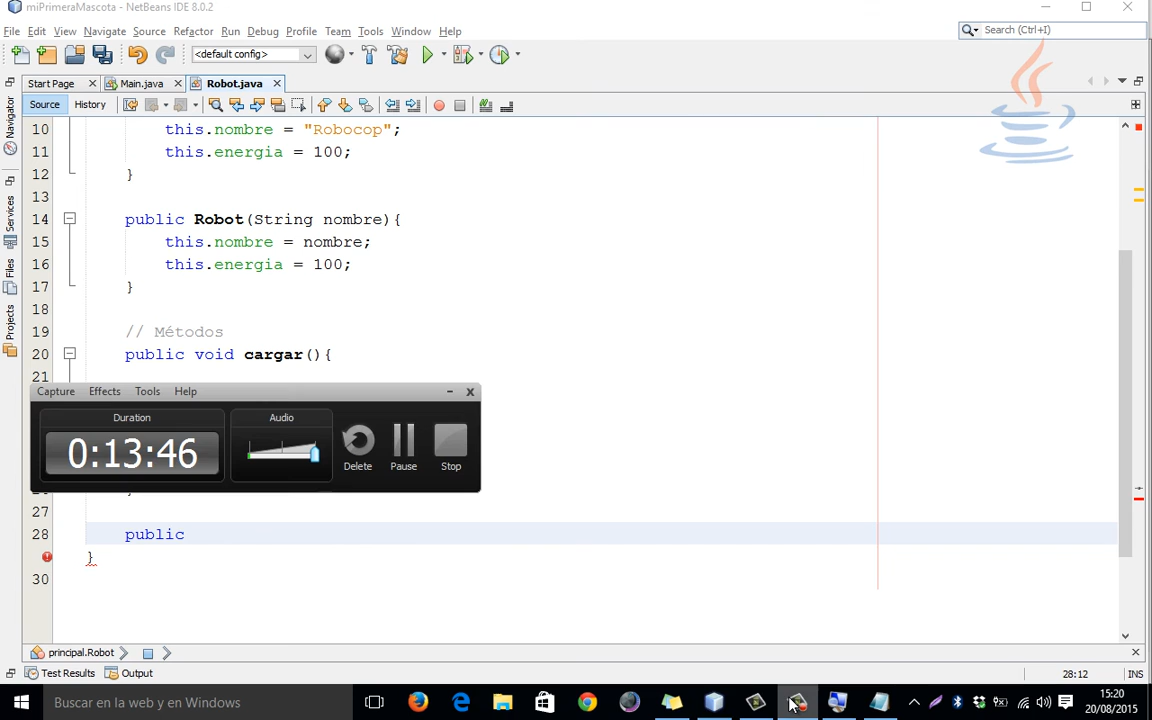 miPrimeraMascota - NetBeans IDE 8.0.2
File Edit View Navigate Source Refactor Run Debug Profile Team Tools Window Help
Search (Ctrl+I)
<default config>
Start Page Main.java Robot.java
Source History
Navigator
Services
Files
Projects
10 this.nombre = "Robocop";
11 this.energia = 100;
12 }
13
14 public Robot(String nombre){
15 this.nombre = nombre;
16 this.energia = 100;
17 }
18
19 // Métodos
20 public void cargar(){
21
Capture Effects Tools Help
Duration
0:13:46
Audio
Delete
Pause
Stop
27
28 public
}
30
principal.Robot
Test Results Output
28:12 INS
Buscar en la web y en Windows
15:20
20/08/2015